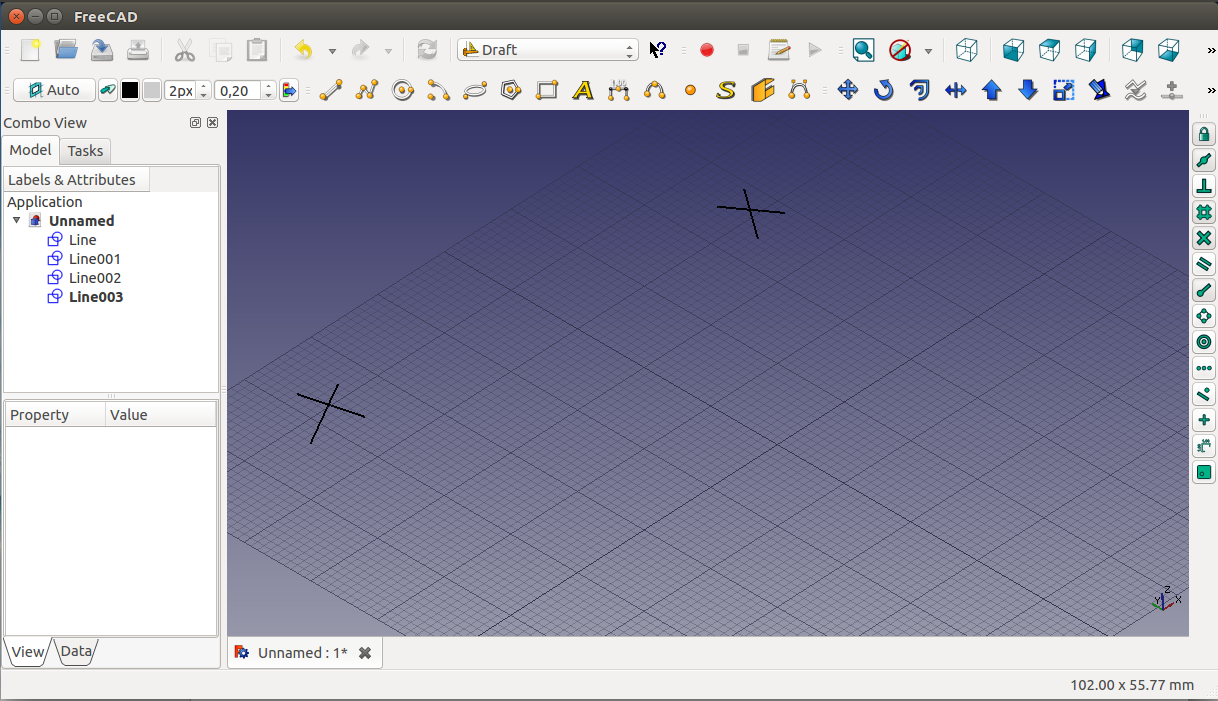 FreeCAD
Draft
»
Auto
2px
0,20
»
Combo View
Model
Tasks
Labels & Attributes
Application
Unnamed
Line
Line001
Line002
Line003
Property
Value
View
Data
Z
Y
X
Unnamed : 1*
102.00 x 55.77 mm